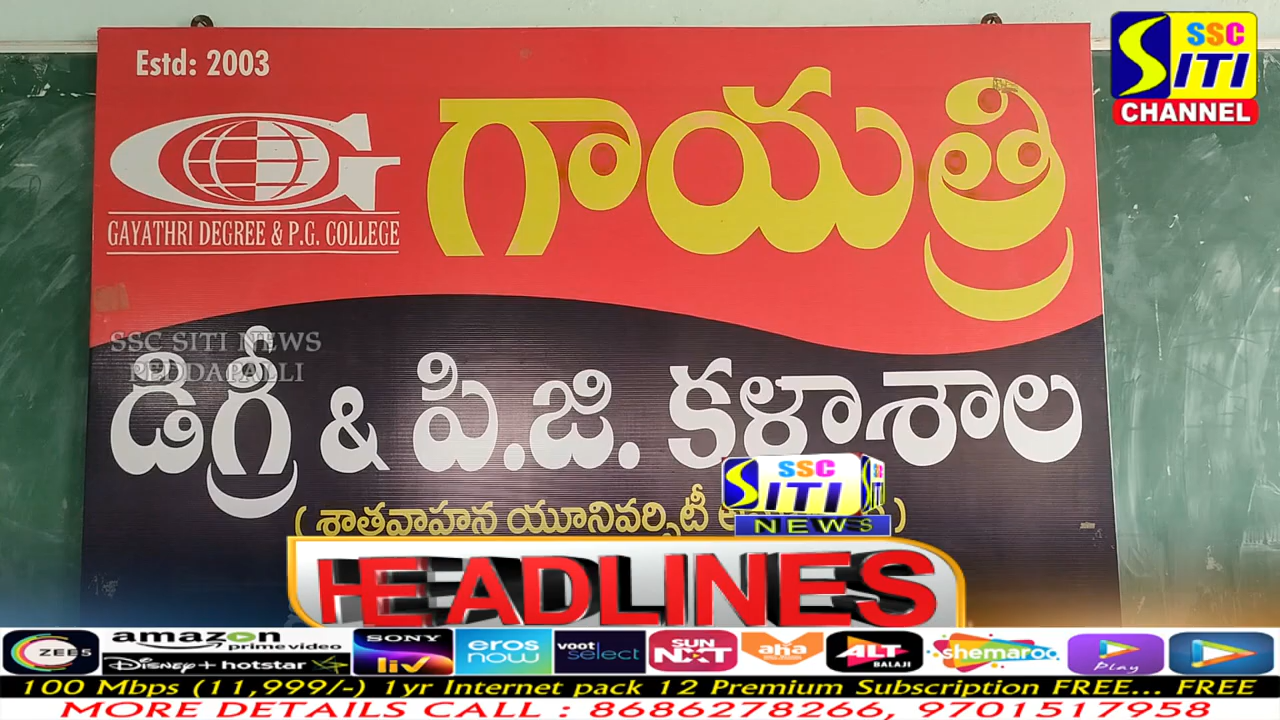 Estd: 2003
గాయత్రి
GAYATHRI DEGREE & P.G. COLLEGE
SSC
SITI
CHANNEL
SSC SITI NEWS
PEDDAPALLI
డిగ్రీ & పి.జి. కళాశాల
( శాతవాహన యూనివర్సిటీ )
SSC
SITI
NEWS
HEADLINES
ZEE5 amazon prime video SONY liv eros now voot select SUN NXT aha ALT BALAJI shemaroo Play
Disney+ hotstar
100 Mbps (11,999/-) 1yr Internet pack 12 Premium Subscription FREE... FREE
MORE DETAILS CALL : 8686278266, 9701517958